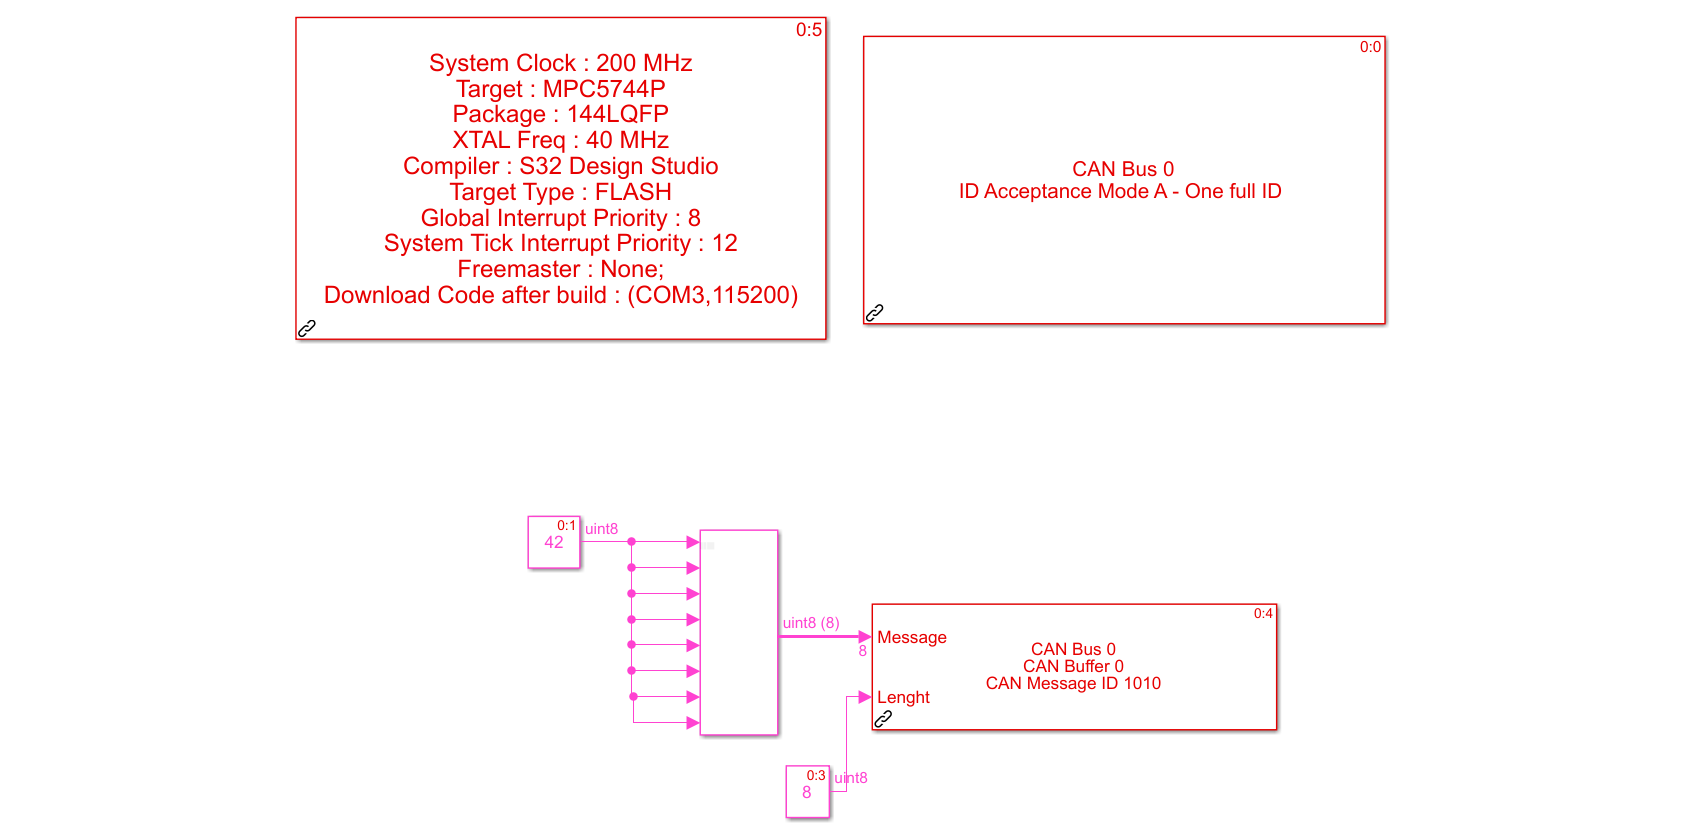 0:5
System Clock : 200 MHz
Target : MPC5744P
Package : 144LQFP
XTAL Freq : 40 MHz
Compiler : S32 Design Studio
Target Type : FLASH
Global Interrupt Priority : 8
System Tick Interrupt Priority : 12
Freemaster : None;
Download Code after build : (COM3,115200)
0:0
CAN Bus 0
ID Acceptance Mode A - One full ID
0:1
42
uint8
uint8 (8)
8
0:4
Message
Lenght
CAN Bus 0
CAN Buffer 0
CAN Message ID 1010
0:3
8
uint8